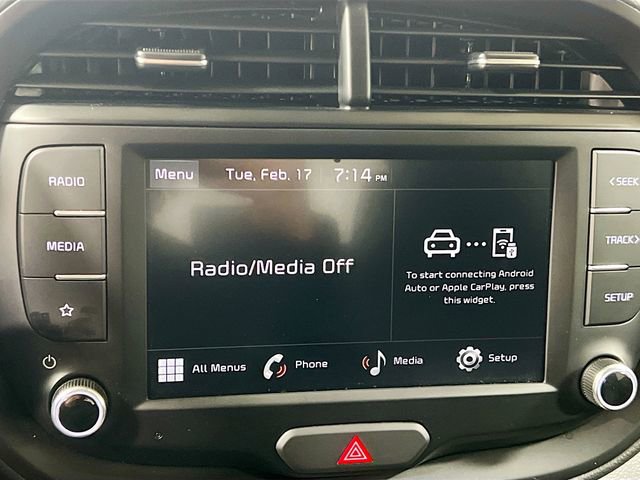 RADIO
MEDIA
Menu Tue, Feb. 17 7:14 PM
Radio/Media Off
To start connecting Android
Auto or Apple CarPlay, press
this widget.
All Menus Phone Media Setup
< SEEK
TRACK >
SETUP